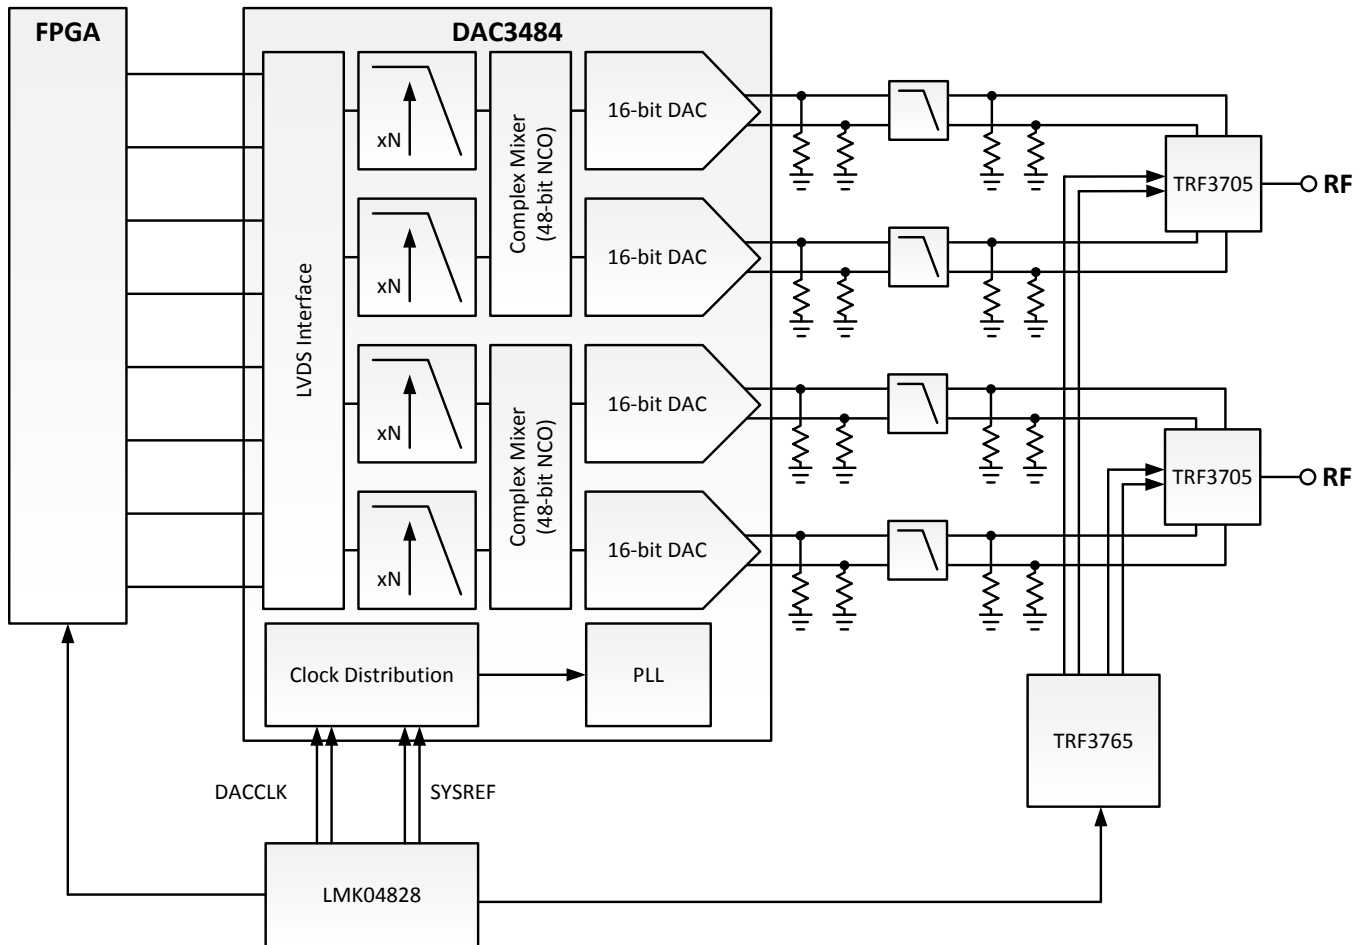 FPGA
DAC3484
LVDS Interface
xN
Complex Mixer
(48-bit NCO)
16-bit DAC
TRF3705
RF
xN
16-bit DAC
xN
Complex Mixer
(48-bit NCO)
16-bit DAC
TRF3705
RF
xN
16-bit DAC
Clock Distribution
PLL
TRF3765
DACCLK
SYSREF
LMK04828